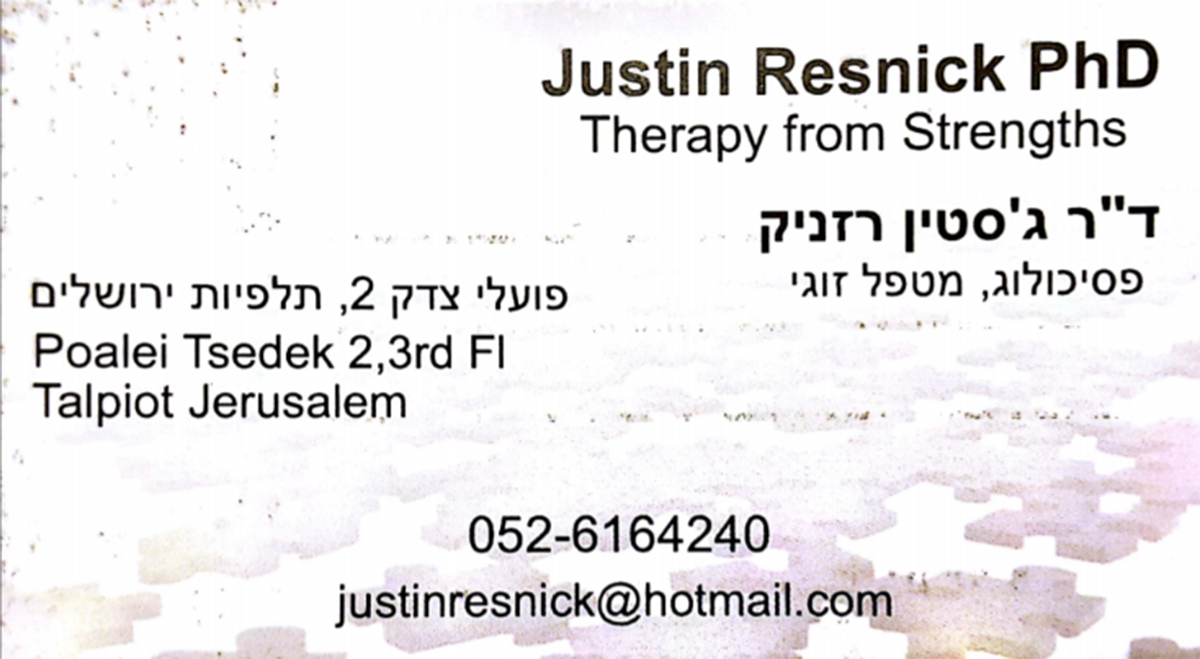 Justin Resnick PhD
Therapy from Strengths
ד"ר ג'סטין רזניק
פסיכולוג, מטפל זוגי
פועלי צדק 2, תלפיות ירושלים
Poalei Tsedek 2,3rd Fl
Talpiot Jerusalem
052-6164240
justinresnick@hotmail.com